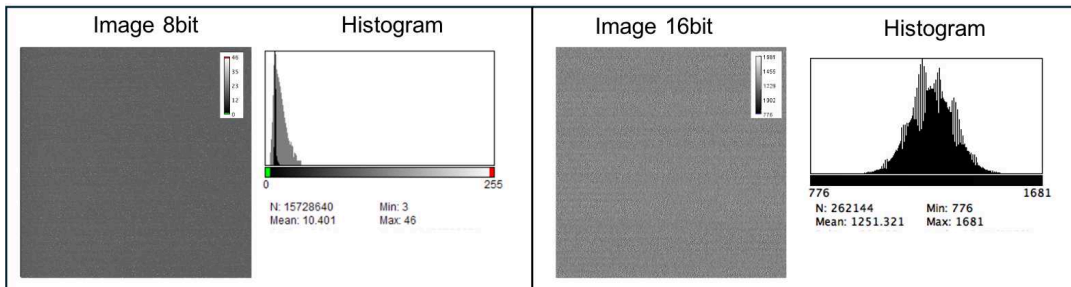 Image 8bit
Histogram
46
35
23
12
0
0
255
N: 15728640
Min: 3
Mean: 10.401
Max: 46
Image 16bit
Histogram
1455
1229
1002
776
776
1681
N: 262144
Min: 776
Mean: 1251.321
Max: 1681